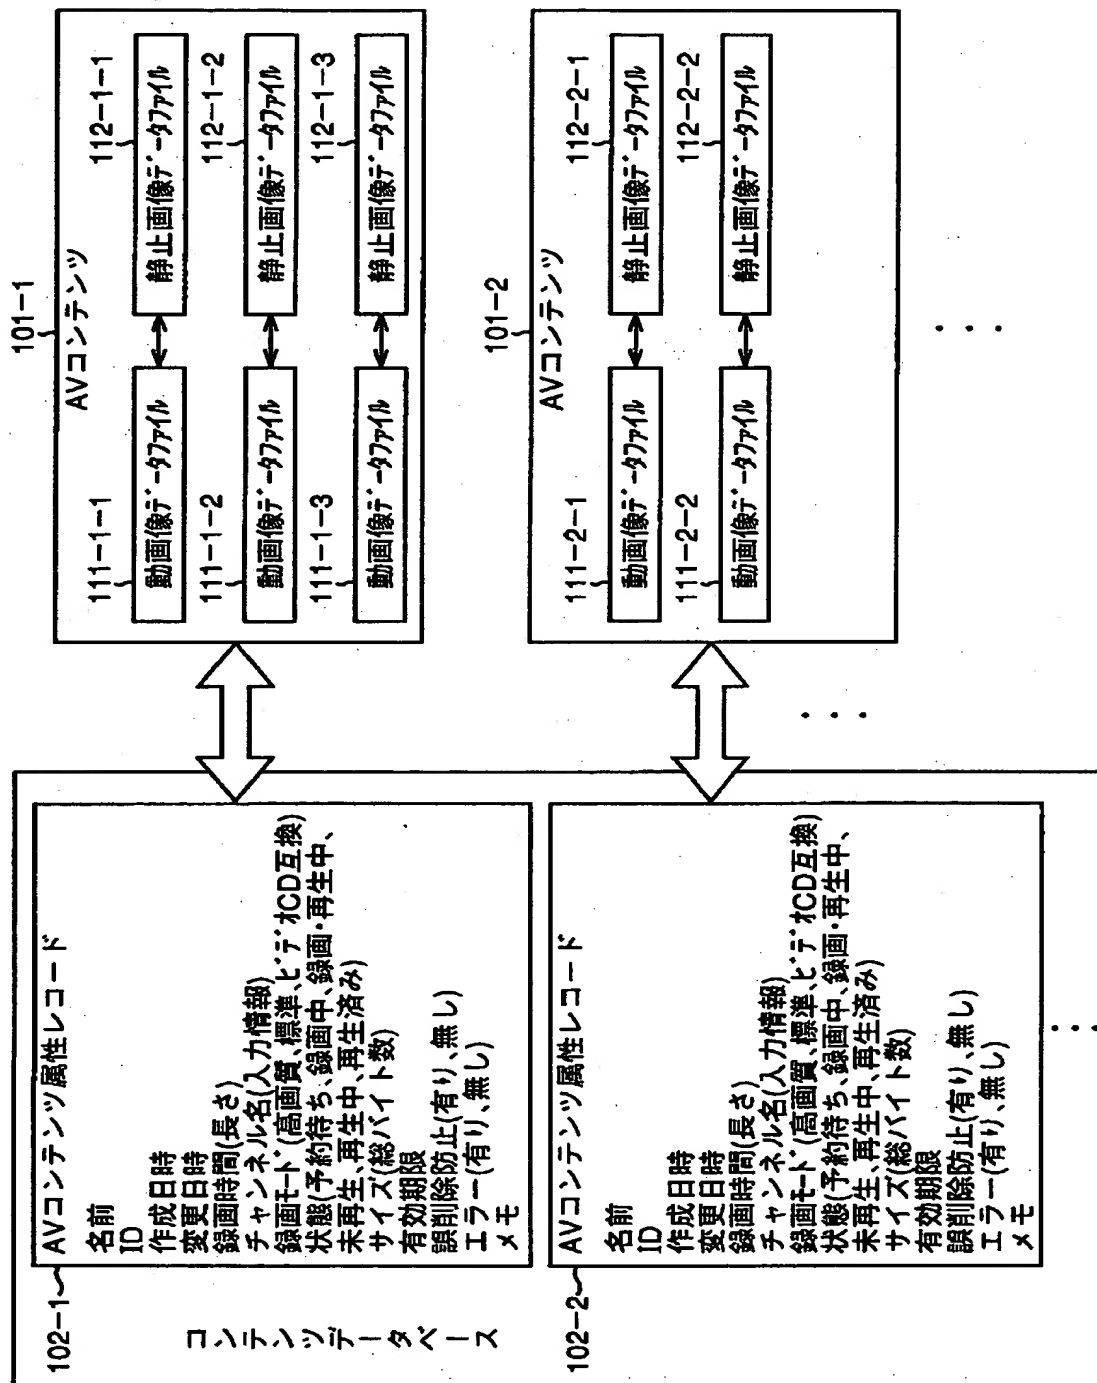 コンテンツデータベース
102-1
AVコンテンツ属性レコード
名前
ID
作成日時
変更日時
録画時間(長さ)
チャンネル名(入力情報)
録画モード(高画質、標準、ビデオCD互換)
状態(予約待ち、録画中、録画・再生中、
未再生、再生中、再生済み)
サイズ(総バイト数)
有効期限
誤削除防止(有り、無し)
エラー(有り、無し)
メモ
102-2
AVコンテンツ属性レコード
名前
ID
作成日時
変更日時
録画時間(長さ)
チャンネル名(入力情報)
録画モード(高画質、標準、ビデオCD互換)
状態(予約待ち、録画中、録画・再生中、
未再生、再生中、再生済み)
サイズ(総バイト数)
有効期限
誤削除防止(有り、無し)
エラー(有り、無し)
メモ
...
...
101-1
AVコンテンツ
111-1-1
動画像データファイル
112-1-1
静止画像データファイル
111-1-2
動画像データファイル
112-1-2
静止画像データファイル
111-1-3
動画像データファイル
112-1-3
静止画像データファイル
101-2
AVコンテンツ
111-2-1
動画像データファイル
112-2-1
静止画像データファイル
111-2-2
動画像データファイル
112-2-2
静止画像データファイル
...